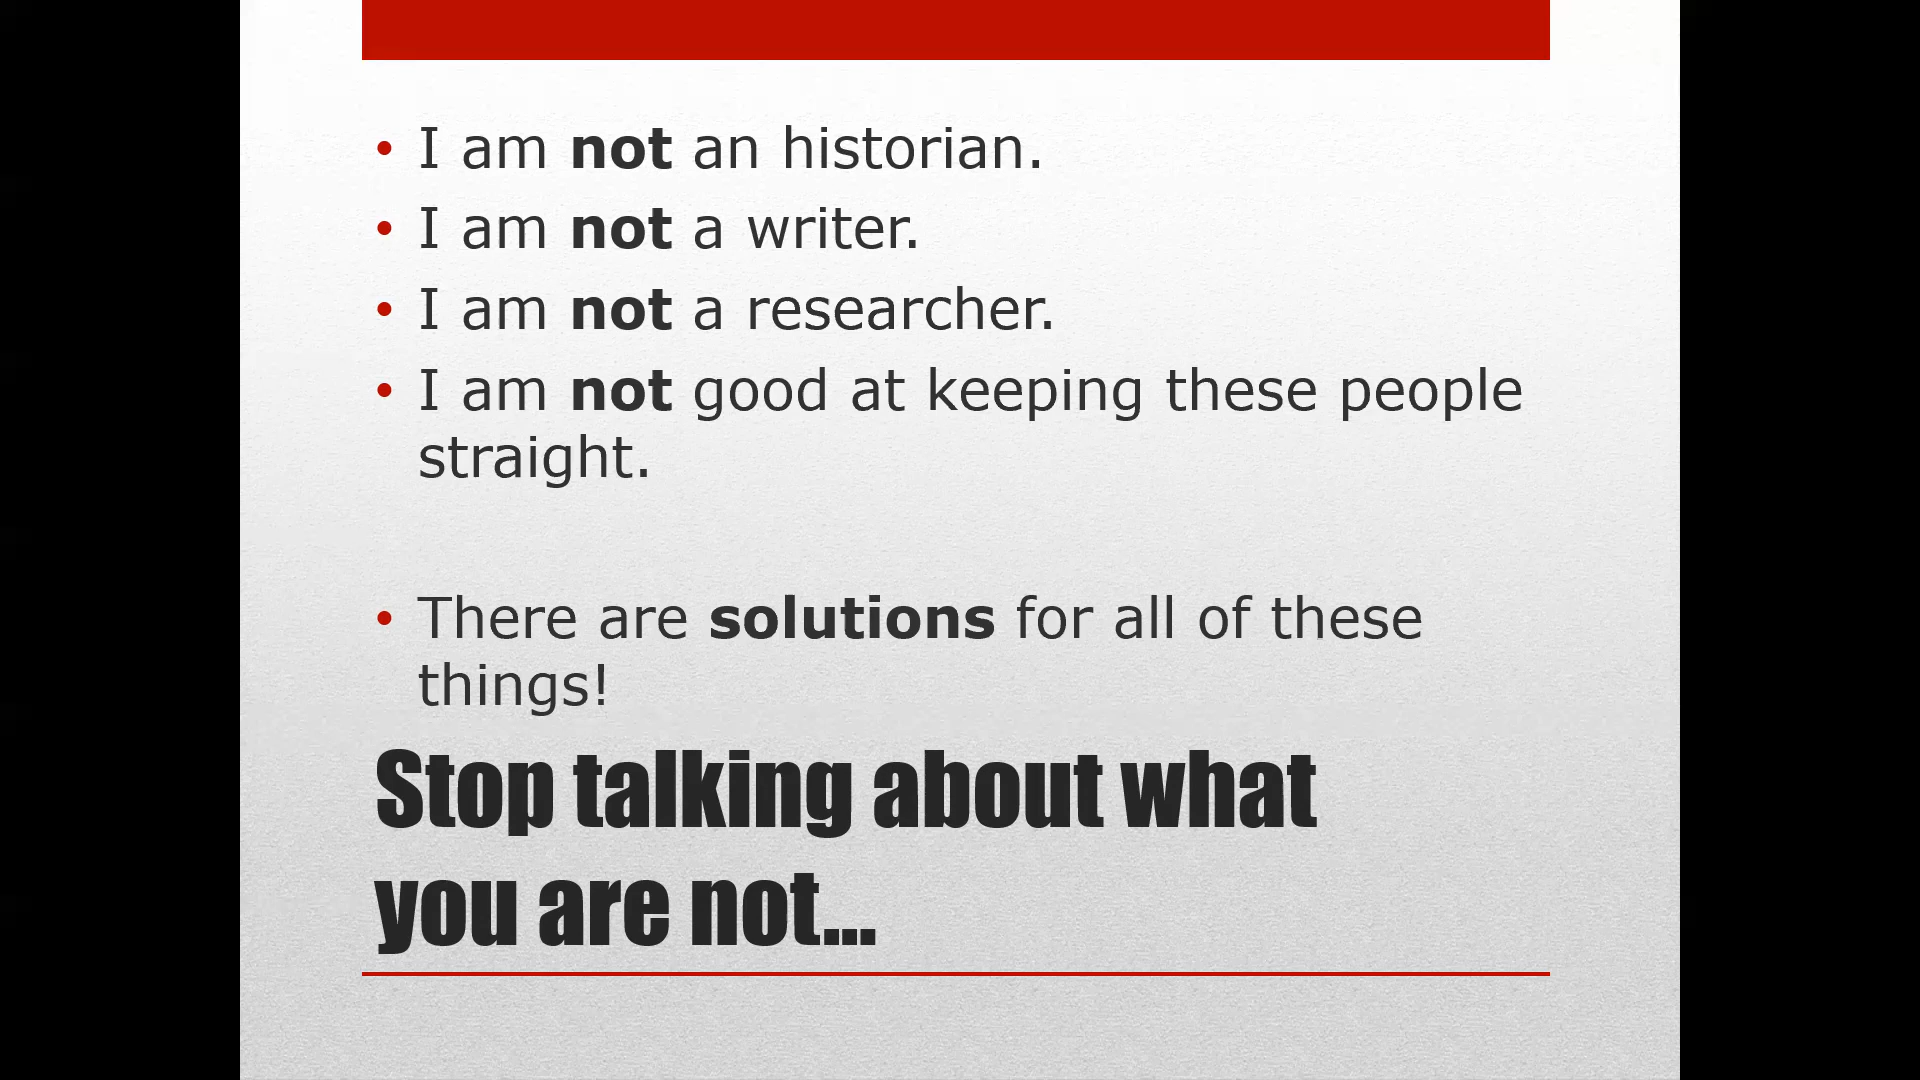 • I am not an historian.
• I am not a writer.
• I am not a researcher.
• I am not good at keeping these people
straight.
• There are solutions for all of these
things!
Stop talking about what
you are not...